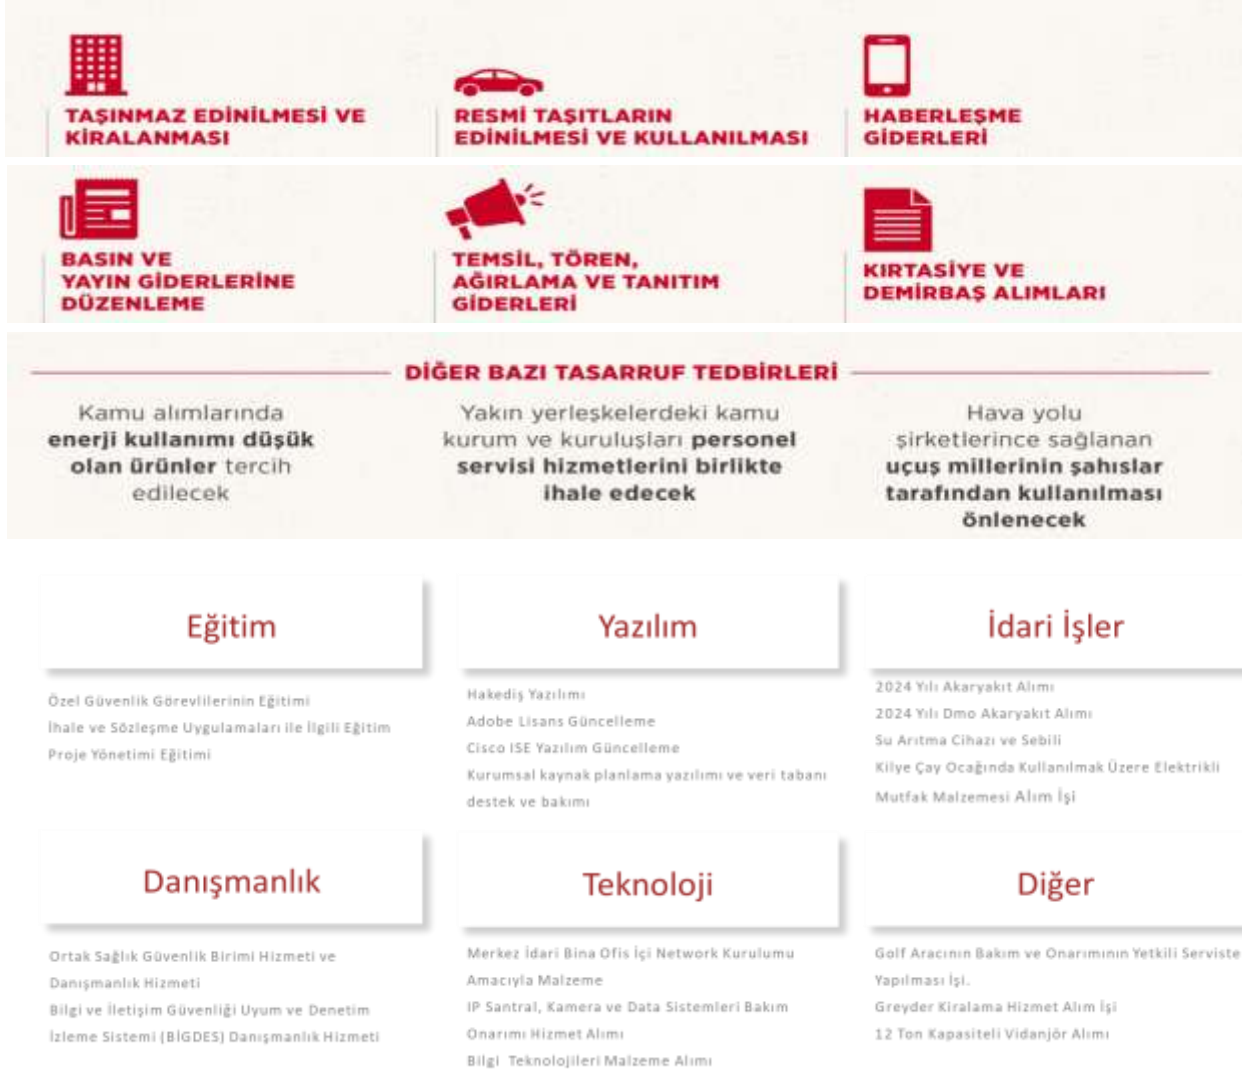 TAŞINMAZ EDİNİLMESİ VE
KİRALANMASI
RESMİ TAŞITLARIN
EDİNİLMESİ VE KULLANILMASI
HABERLEŞME
GİDERLERİ
BASIN VE
YAYIN GİDERLERİNE
DÜZENLEME
TEMSİL, TÖREN,
AĞIRLAMA VE TANITIM
GİDERLERİ
KIRTASİYE VE
DEMİRBAŞ ALIMLARI
DİĞER BAZI TASARRUF TEDBİRLERİ
Kamu alımlarında
enerji kullanımı düşük
olan ürünler tercih
edilecek
Yakın yerleşkelerdeki kamu
kurum ve kuruluşları personel
servisi hizmetlerini birlikte
ihale edecek
Hava yolu
şirketlerince sağlanan
uçuş millerinin şahıslar
tarafından kullanılması
önlenecek
Eğitim
Özel Güvenlik Görevlilerinin Eğitimi
İhale ve Sözleşme Uygulamaları ile İlgili Eğitim
Proje Yönetimi Eğitimi
Yazılım
Hakediş Yazılımı
Adobe Lisans Güncelleme
Cisco ISE Yazılım Güncelleme
Kurumsal kaynak planlama yazılımı ve veri tabanı
destek ve bakımı
İdari İşler
2024 Yılı Akaryakıt Alımı
2024 Yılı Dmo Akaryakıt Alımı
Su Arıtma Cihazı ve Sebili
Kilye Çay Ocağında Kullanılmak Üzere Elektrikli
Mutfak Malzemesi Alım İşi
Danışmanlık
Ortak Sağlık Güvenlik Birimi Hizmeti ve
Danışmanlık Hizmeti
Bilgi ve İletişim Güvenliği Uyum ve Denetim
İzleme Sistemi (BİGDES) Danışmanlık Hizmeti
Teknoloji
Merkez İdari Bina Ofis İçi Network Kurulumu
Amacıyla Malzeme
IP Santral, Kamera ve Data Sistemleri Bakım
Onarımı Hizmet Alımı
Bilgi Teknolojileri Malzeme Alımı
Diğer
Golf Aracının Bakım ve Onarımının Yetkili Serviste
Yapılması İşi.
Greyder Kiralama Hizmet Alım İşi
12 Ton Kapasiteli Vidanjör Alımı